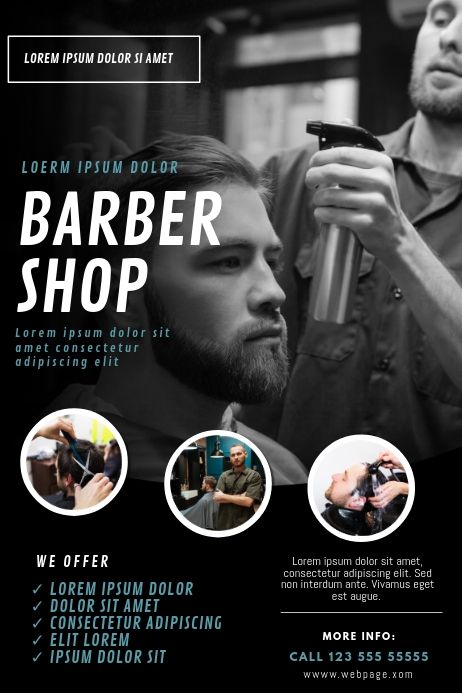 LOREM IPSUM DOLOR SI AMET
LOERM IPSUM DOLOR
BARBER
SHOP
Lorem ipsum dolor sit
amet consectetur
adipiscing elit
WE OFFER
✓ LOREM IPSUM DOLOR
✓ DOLOR SIT AMET
✓ CONSECTETUR ADIPISCING
✓ ELIT LOREM
✓ IPSUM DOLOR SIT
Lorem ipsum dolor sit amet,
consectetur adipiscing elit. Sed
non interdum ante. Vivamus eget
est augue.
MORE INFO:
CALL 123 555 55555
www.webpage.com